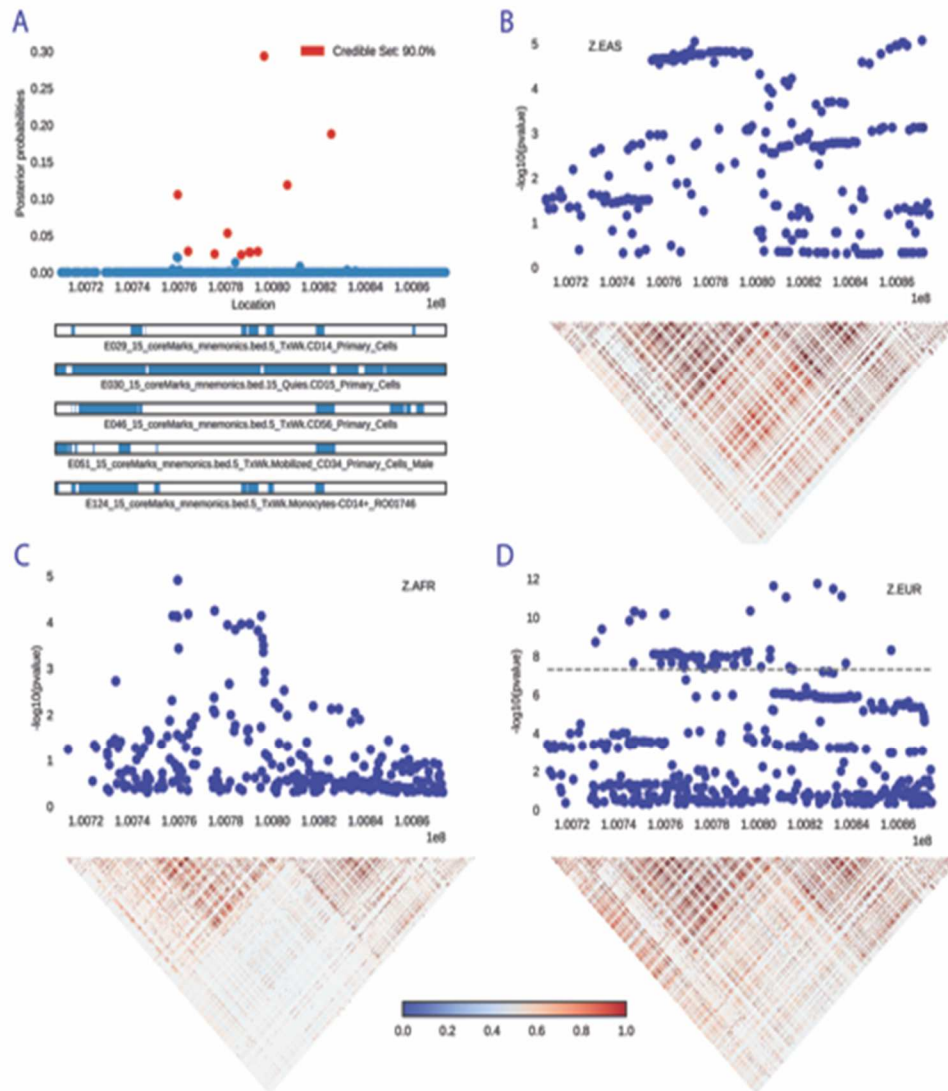 A
Credible Set: 90.0%
Posterior probabilities
0.30
0.25
0.20
0.15
0.10
0.05
0.00
1.0072 1.0074 1.0076 1.0078 1.0080 1.0082 1.0084 1.0086
Location
1e8
E029_15_coreMarks_mnemonics.bed.5_TxWk.CD14_Primary_Cells
E030_15_coreMarks_mnemonics.bed.15_Quies.CD15_Primary_Cells
E046_15_coreMarks_mnemonics.bed.5_TxWk.CD56_Primary_Cells
E051_15_coreMarks_mnemonics.bed.5_TxWk.Mobilized_CD34_Primary_Cells_Male
E124_15_coreMarks_mnemonics.bed.5_TxWk.Monocytes-CD14+_RO01746
B
Z.EAS
-log10(pvalue)
5
4
3
2
1
0
1.0072 1.0074 1.0076 1.0078 1.0080 1.0082 1.0084 1.0086
1e8
C
Z.AFR
-log10(pvalue)
5
4
3
2
1
0
1.0072 1.0074 1.0076 1.0078 1.0080 1.0082 1.0084 1.0086
1e8
D
Z.EUR
-log10(pvalue)
12
10
8
6
4
2
0
1.0072 1.0074 1.0076 1.0078 1.0080 1.0082 1.0084 1.0086
1e8
0.0 0.2 0.4 0.6 0.8 1.0